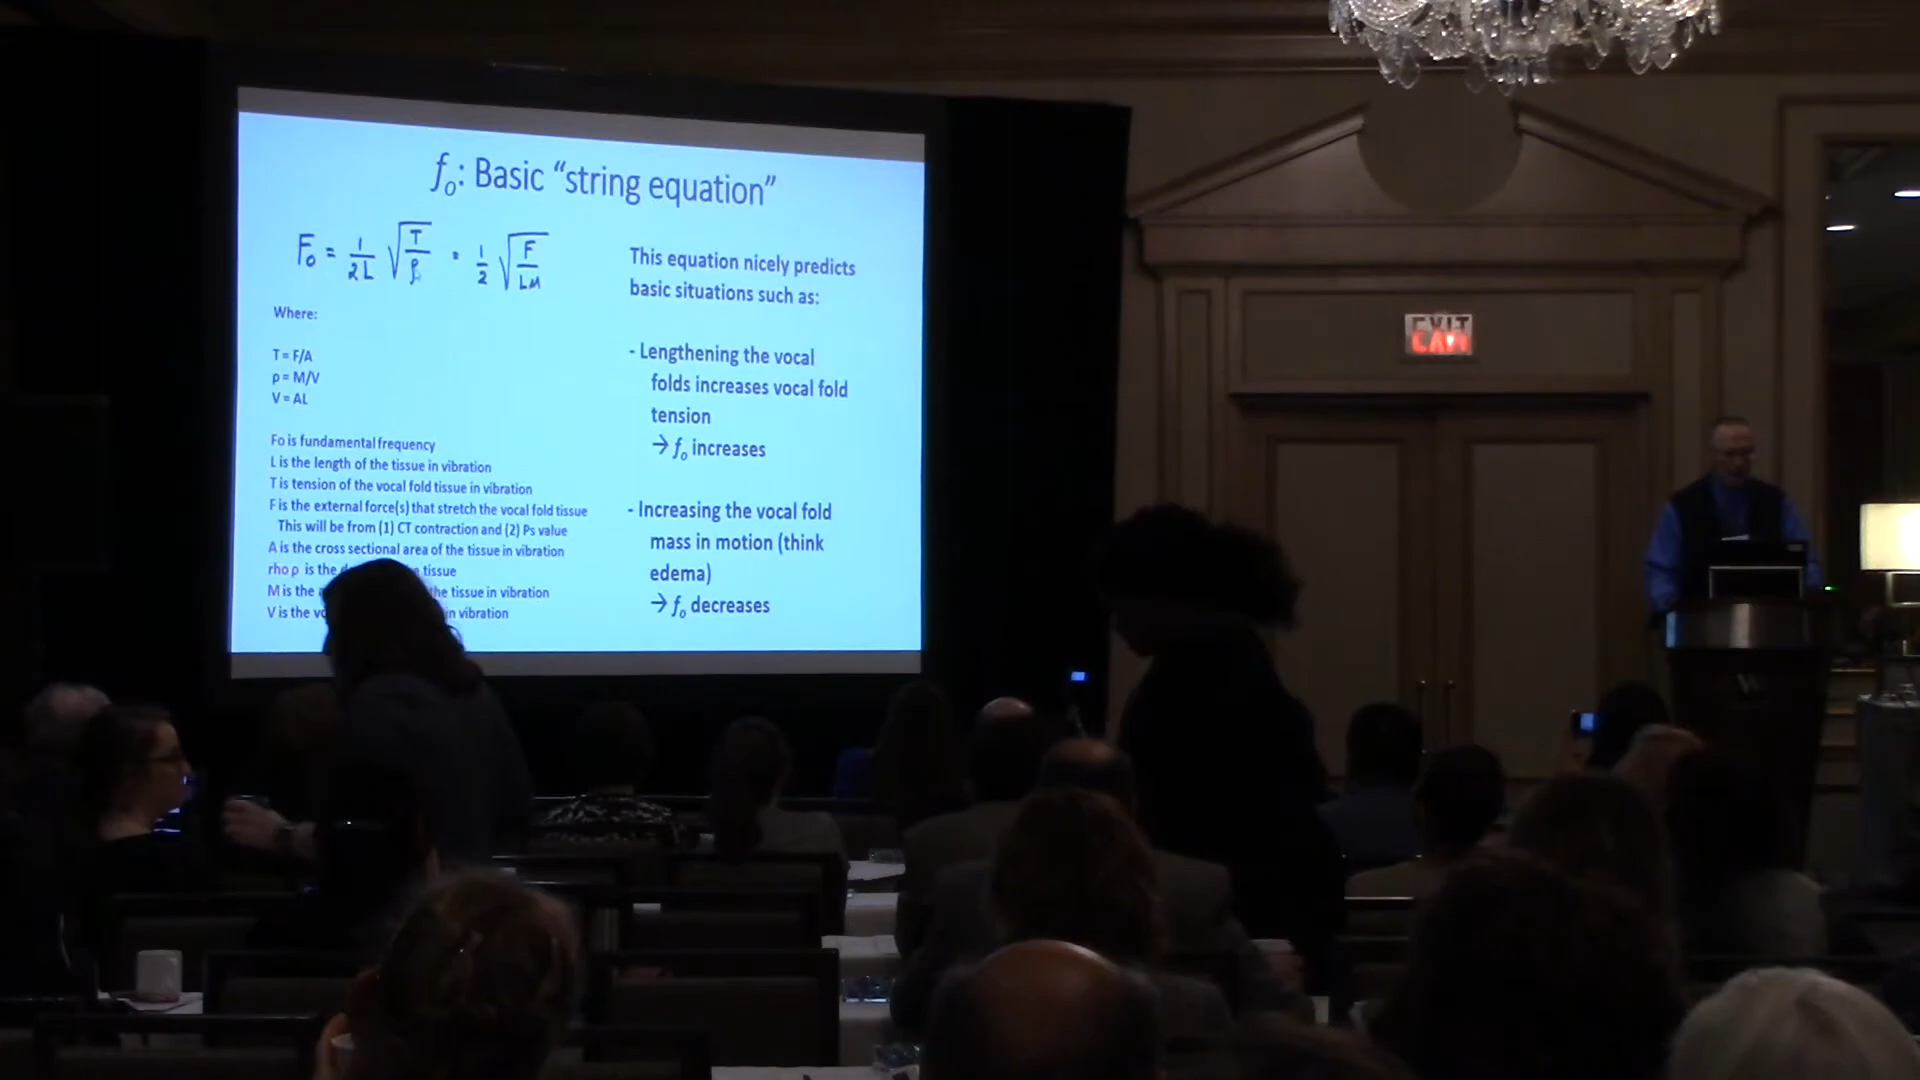 fo: Basic “string equation”
Fo = 1/2L √T/ρ = 1/2 √F/LM
Where:
T = F/A
ρ = M/V
V = AL
Fo is fundamental frequency
L is the length of the tissue in vibration
T is tension of the vocal fold tissue in vibration
F is the external force(s) that stretch the vocal fold tissue
This will be from (1) CT contraction and (2) Ps value
A is the cross sectional area of the tissue in vibration
rho ρ is the tissue
M is the the tissue in vibration
V is the in vibration
This equation nicely predicts
basic situations such as:
- Lengthening the vocal
folds increases vocal fold
tension
→ fo increases
- Increasing the vocal fold
mass in motion (think
edema)
→ fo decreases
EXIT